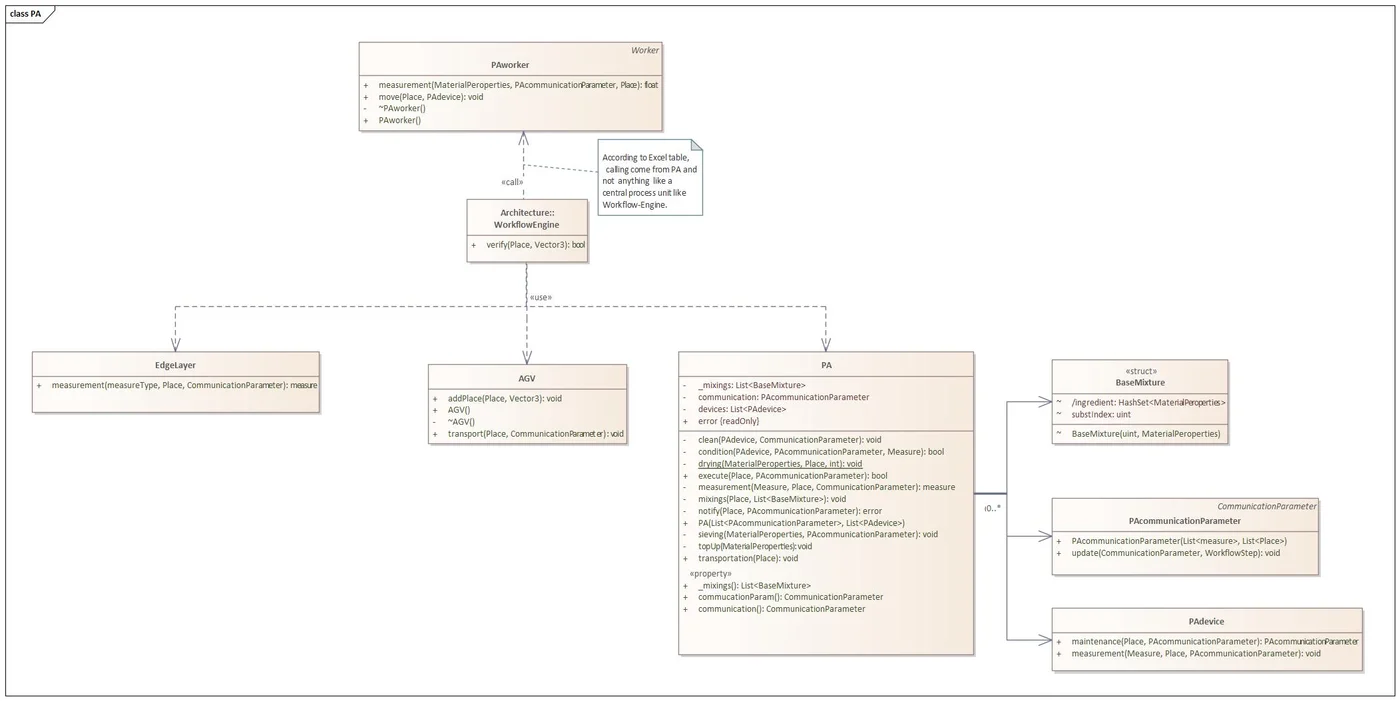 class PA
Worker
PAworker
+ measurement(MaterialPeroperties, PAcommunicationParameter, Place): float
+ move(Place, PAdevice): void
- ~PAworker()
+ PAworker()
According to Excel table,
calling come from PA and
not anything like a
central process unit like
Workflow-Engine.
«call»
Architecture::
WorkflowEngine
+ verify(Place, Vector3): bool
«use»
EdgeLayer
+ measurement(measureType, Place, CommunicationParameter): measure
AGV
+ addPlace(Place, Vector3): void
+ AGV()
- ~AGV()
+ transport(Place, CommunicationParameter): void
PA
- _mixings: List<BaseMixture>
- communication: PAcommunicationParameter
- devices: List<PAdevice>
+ error {readOnly}
- clean(PAdevice, CommunicationParameter): void
- condition(PAdevice, PAcommunicationParameter, Measure): bool
- drying(MaterialPeroperties, Place, int): void
+ execute(Place, PAcommunicationParameter): bool
- measurement(Measure, Place, CommunicationParameter): measure
- mixings(Place, List<BaseMixture>): void
- notify(Place, PAcommunicationParameter): error
+ PA(List<PAcommunicationParameter>, List<PAdevice>)
- sieving(MaterialPeroperties, PAcommunicationParameter): void
- topUp(MaterialPeroperties): void
+ transportation(Place): void
«property»
+ _mixings(): List<BaseMixture>
+ commucationParam(): CommunicationParameter
+ communication(): CommunicationParameter
0..*
«struct»
BaseMixture
~ /ingredient: HashSet<MaterialPeroperties>
~ substIndex: uint
~ BaseMixture(uint, MaterialPeroperties)
CommunicationParameter
PAcommunicationParameter
+ PAcommunicationParameter(List<measure>, List<Place>)
+ update(CommunicationParameter, WorkflowStep): void
PAdevice
+ maintenance(Place, PAcommunicationParameter): PAcommunicationParameter
+ measurement(Measure, Place, PAcommunicationParameter): void